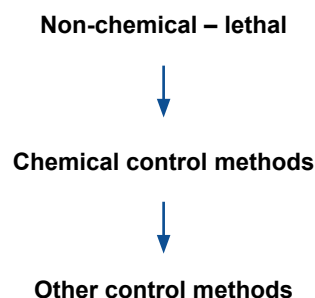 Non-chemical – lethal
Chemical control methods
Other control methods